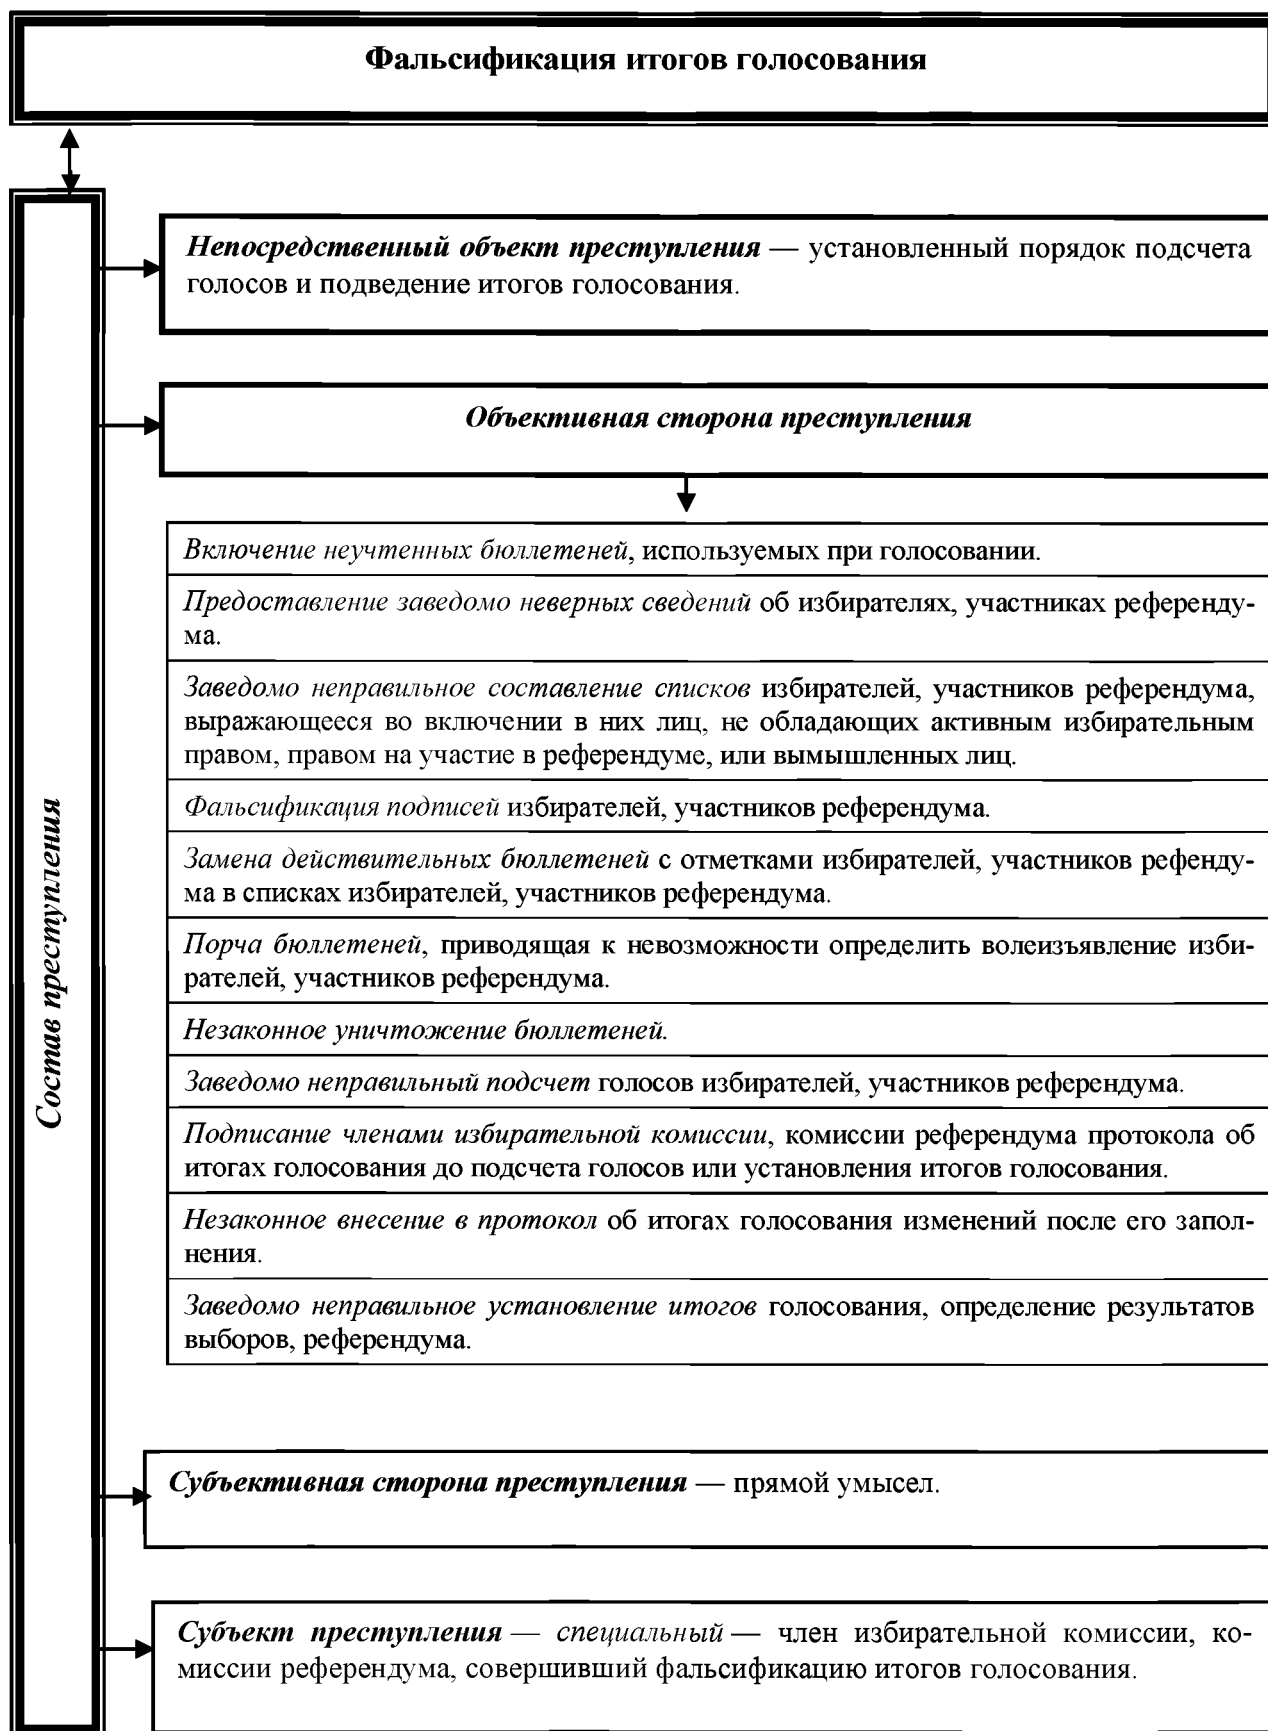 Фальсификация итогов голосования
Состав преступления
Непосредственный объект преступления — установленный порядок подсчета
голосов и подведение итогов голосования.
Объективная сторона преступления
Включение неучтенных бюллетеней, используемых при голосовании.
Предоставление заведомо неверных сведений об избирателях, участниках референду-
ма.
Заведомо неправильное составление списков избирателей, участников референдума,
выражающееся во включении в них лиц, не обладающих активным избирательным
правом, правом на участие в референдуме, или вымышленных лиц.
Фальсификация подписей избирателей, участников референдума.
Замена действительных бюллетеней с отметками избирателей, участников рефенду-
ма в списках избирателей, участников референдума.
Порча бюллетеней, приводящая к невозможности определить волеизъявление изби-
рателей, участников референдума.
Незаконное уничтожение бюллетеней.
Заведомо неправильный подсчет голосов избирателей, участников референдума.
Подписание членами избирательной комиссии, комиссии референдума протокола об
итогах голосования до подсчета голосов или установления итогов голосования.
Незаконное внесение в протокол об итогах голосования изменений после его запол-
нения.
Заведомо неправильное установление итогов голосования, определение результатов
выборов, референдума.
Субъективная сторона преступления — прямой умысел.
Субъект преступления — специальный — член избирательной комиссии, ко-
миссии референдума, совершивший фальсификацию итогов голосования.